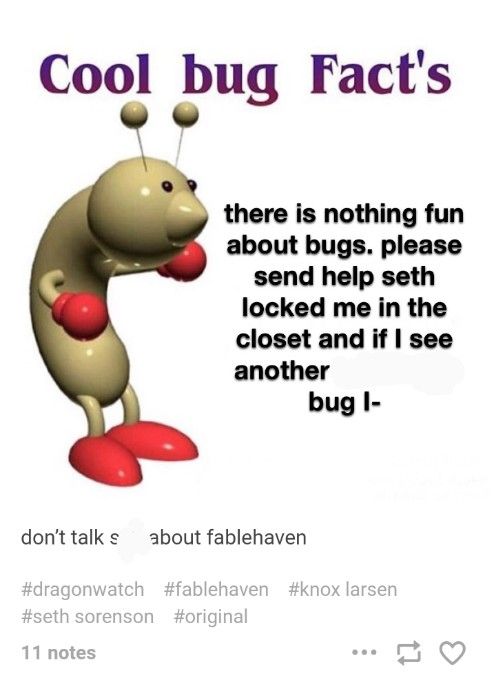 Cool bug Fact's
there is nothing fun
about bugs. please
send help seth
locked me in the
closet and if I see
another
bug I-
don't talk s about fablehaven
#dragonwatch #fablehaven #knox larsen
#seth sorenson #original
11 notes